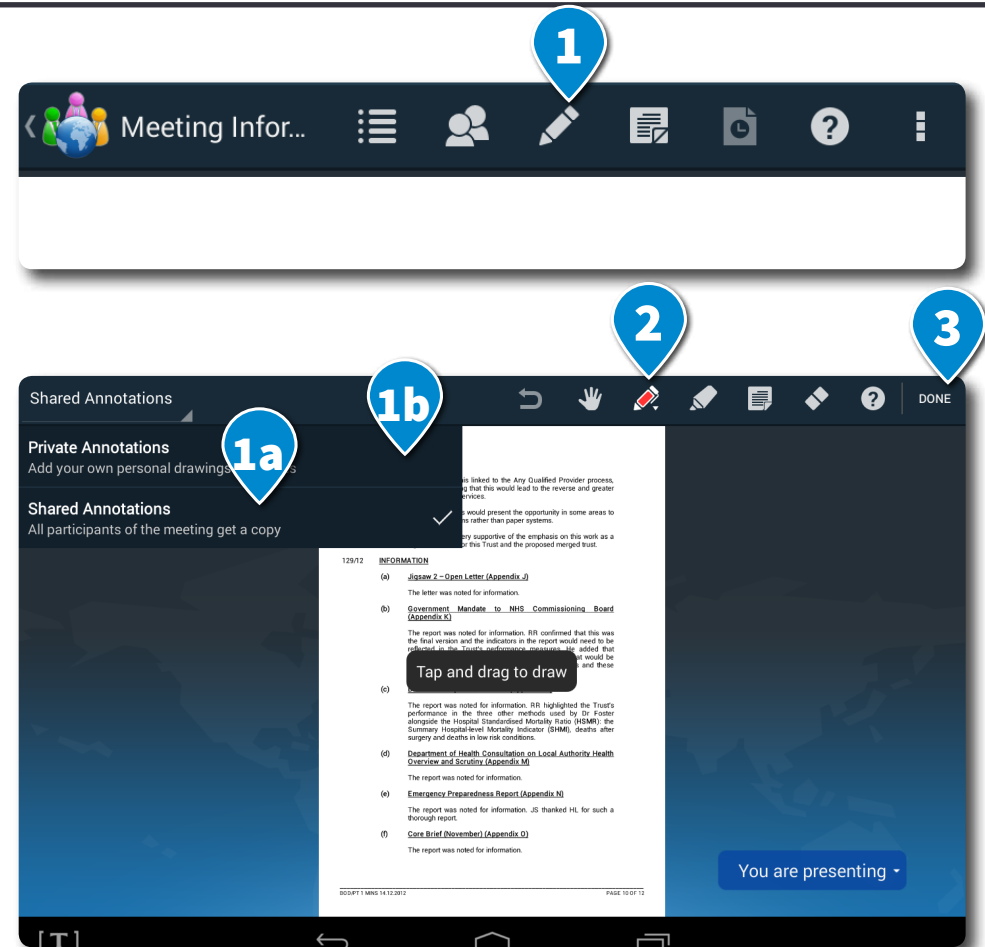 1
Meeting Infor...
2
3
Shared Annotations
1b
DONE
Private Annotations
1a
Add your own personal drawings
Shared Annotations
All participants of the meeting get a copy
linked to the Any Qualified Provider process,
that this would lead to the reverse and greater
would present the opportunity in some areas to
rather than paper systems.
supportive of the emphasis on this work as a
this Trust and the proposed merged trust.
129/12 INFORMATION
(a) Jigsaw 2 – Open Letter (Appendix J)
The letter was noted for information.
(b) Government Mandate to NHS Commissioning Board
(Appendix K)
The report was noted for information. RR confirmed that this was
the final version and the indicators in the report would need to be
reflected in the Trust's performance measures. He added that
would be
and these
Tap and drag to draw
(c)
The report was noted for information. RR highlighted the Trust's
performance in the three other methods used by Dr Foster
alongside the Hospital Standardised Mortality Ratio (HSMR): the
Summary Hospital-level Mortality Indicator (SHMI), deaths after
surgery and deaths in low risk conditions.
(d) Department of Health Consultation on Local Authority Health
Overview and Scrutiny (Appendix M)
The report was noted for information.
(e) Emergency Preparedness Report (Appendix N)
The report was noted for information. JS thanked HL for such a
thorough report.
(f) Core Brief (November) (Appendix O)
The report was noted for information.
You are presenting
BOD/PT 1 MINS 14.12.2012 PAGE 10 OF 12
[T]